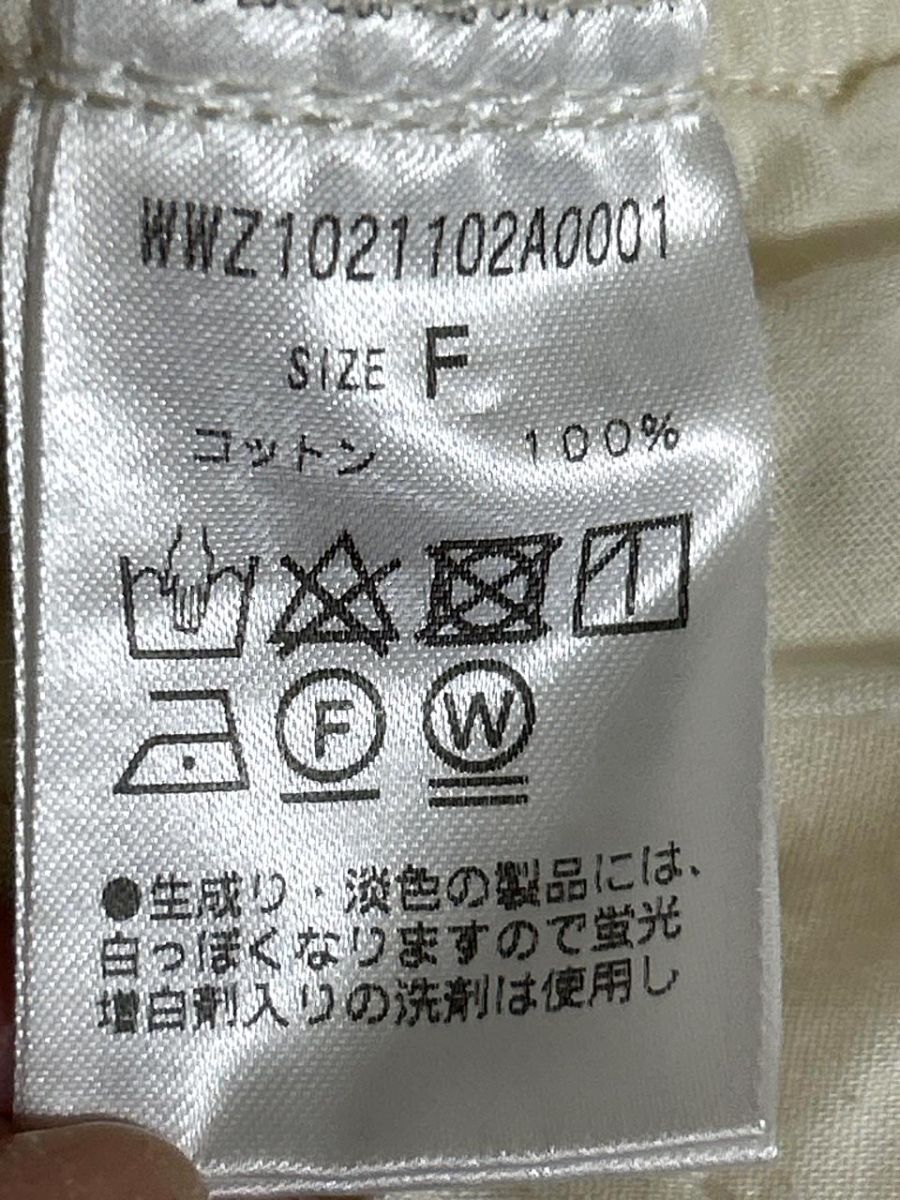 WWZ1021102A0001
SIZE F
コットン 100%
F W
●生成り・淡色の製品には、
白っぽくなりますので蛍光
増白剤入りの洗剤は使用し